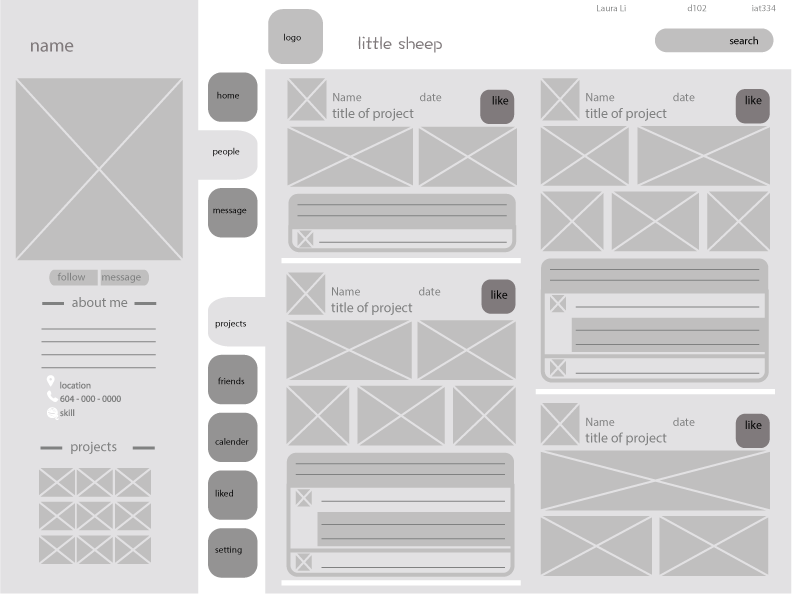 Laura Li d102 iat334
name
logo
little sheep
search
home
people
message
projects
friends
calender
liked
setting
follow message
about me
location
604 - 000 - 0000
skill
projects
Name date like
title of project
Name date like
title of project
Name date like
title of project
Name date like
title of project